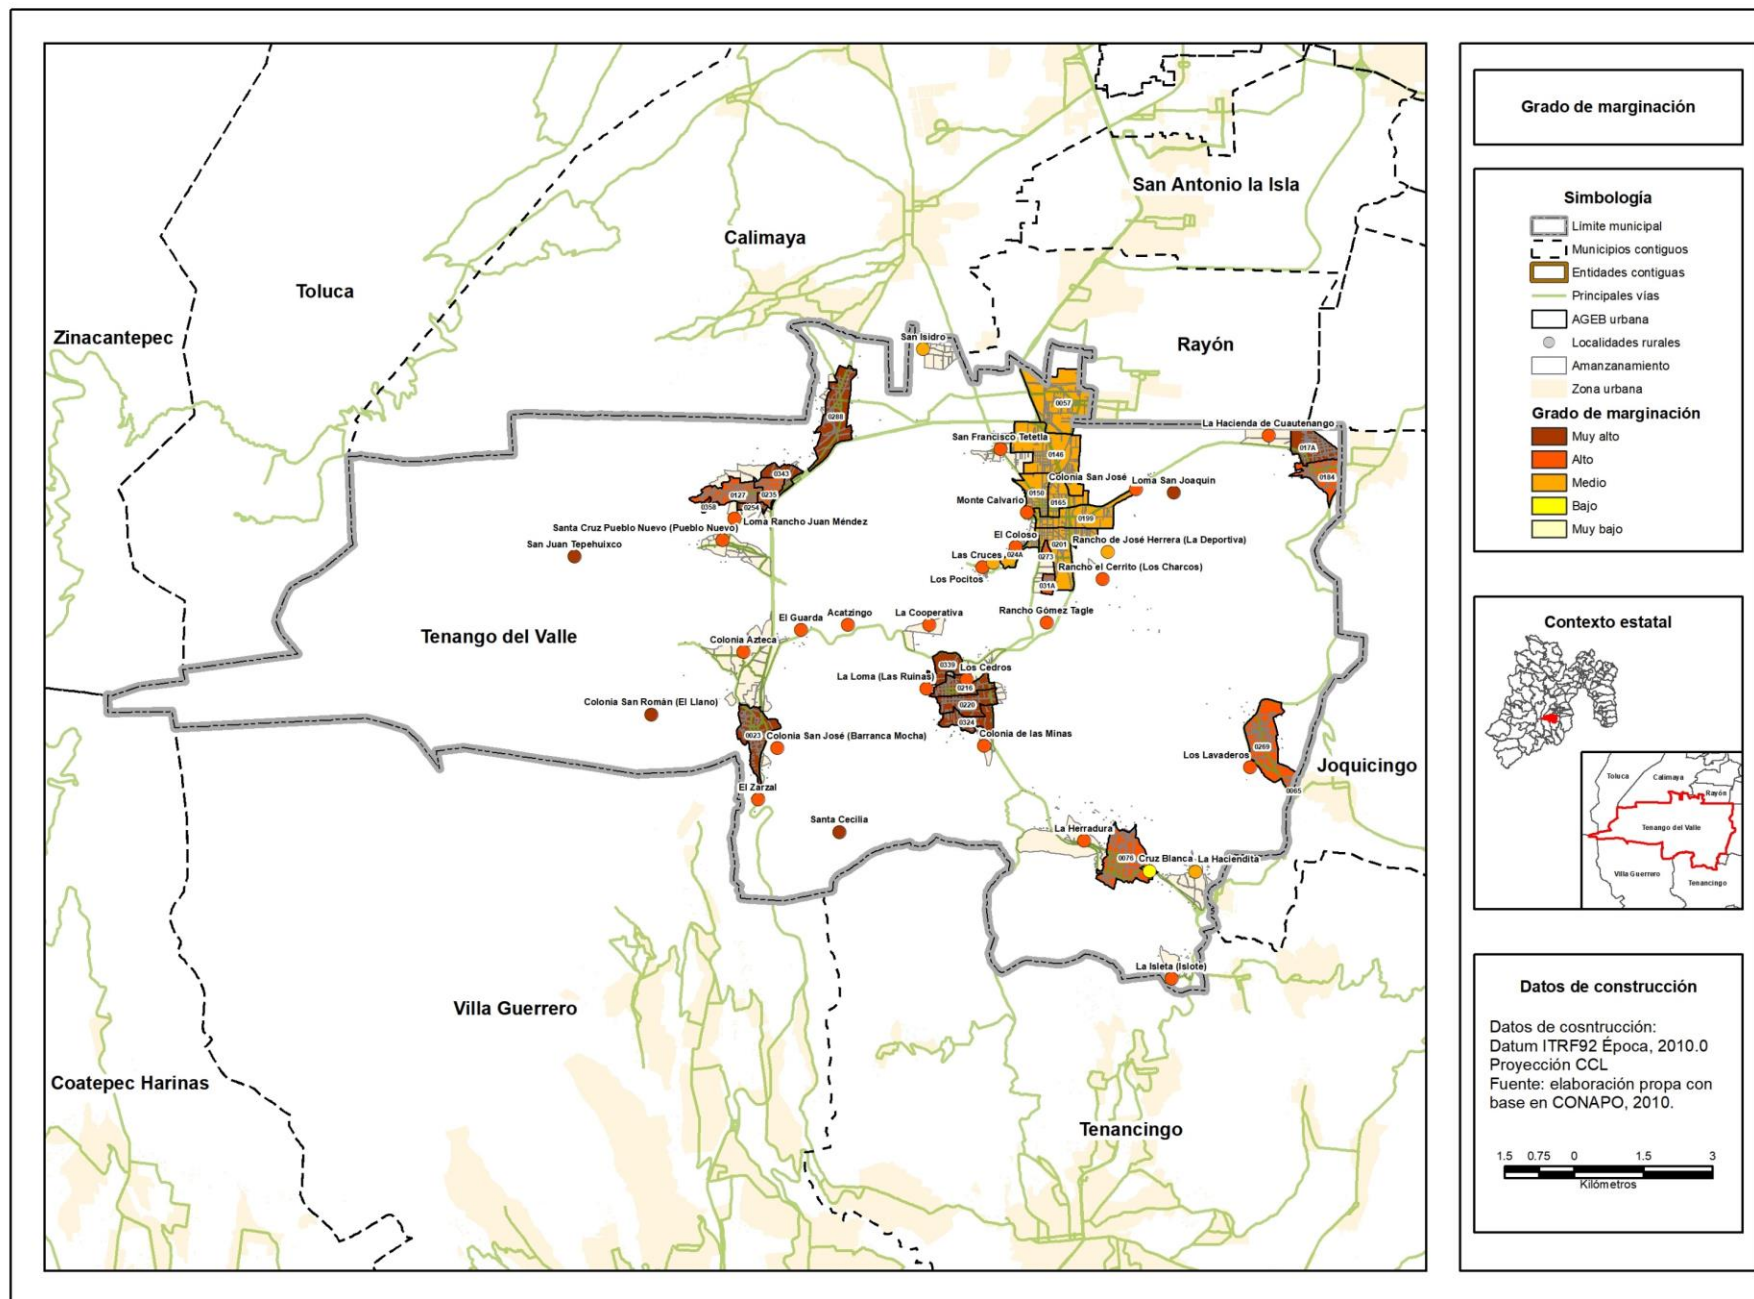 Grado de marginación
Simbología
Límite municipal
Municipios contiguos
Entidades contiguas
Principales vías
AGEB urbana
Localidades rurales
Amanzanamiento
Zona urbana
Grado de marginación
Muy alto
Alto
Medio
Bajo
Muy bajo
Contexto estatal
Toluca
Calimaya
Rayón
Tenango del Valle
Villa Guerrero
Tenancingo
Datos de construcción
Datos de cosntrucción:
Datum ITRF92 Época, 2010.0
Proyección CCL
Fuente: elaboración propa con
base en CONAPO, 2010.
1.5 0.75 0 1.5 3
Kilómetros
San Antonio la Isla
Calimaya
Toluca
Zinacantepec
San Isidro
Rayón
0057
0288
La Hacienda de Cuautenango
San Francisco Tetetla
017A
0146
0343
0184
Colonia San José
Loma San Joaquin
0127
0235
0150
0165
Monte Calvario
0358
0254
0199
Loma Rancho Juan Méndez
Santa Cruz Pueblo Nuevo (Pueblo Nuevo)
El Coloso
Rancho de José Herrera (La Deportiva)
San Juan Tepehuixco
0201
Las Cruces
024A
0273
Rancho el Cerrito (Los Charcos)
Los Pocitos
031A
El Guarda
Acatzingo
La Cooperativa
Rancho Gómez Tagle
Tenango del Valle
Colonia Azteca
0339
Los Cedros
La Loma (Las Ruinas)
0216
Colonia San Román (El Llano)
0220
0324
0023
Colonia San José (Barranca Mocha)
Colonia de las Minas
0269
Los Lavaderos
Joquicingo
El Zarzal
0065
Santa Cecilia
La Herradura
0076
Cruz Blanca
La Haciendita
La Isleta (Islote)
Villa Guerrero
Coatepec Harinas
Tenancingo